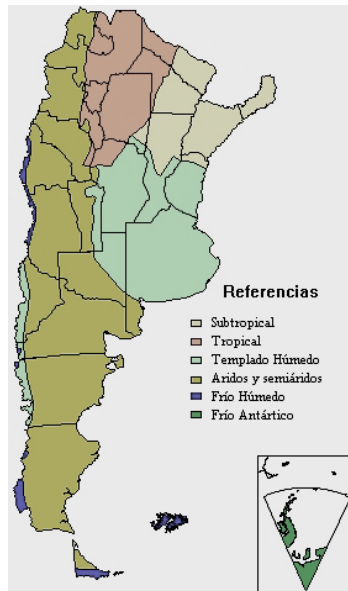 Referencias
Subtropical
Tropical
Templado Húmedo
Aridos y semiáridos
Frío Húmedo
Frío Antártico